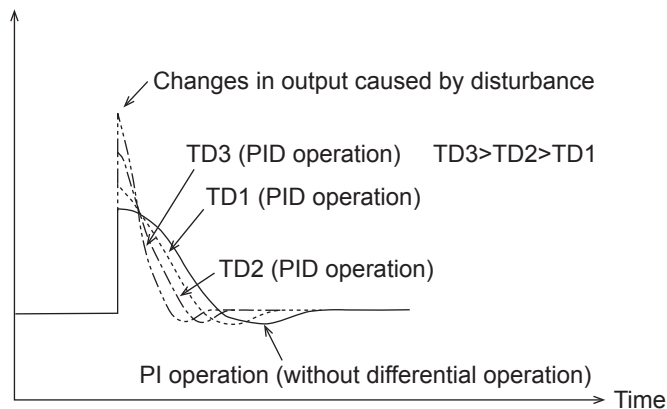 Changes in output caused by disturbance
TD3 (PID operation) TD3>TD2>TD1
TD1 (PID operation)
TD2 (PID operation)
PI operation (without differential operation)
Time